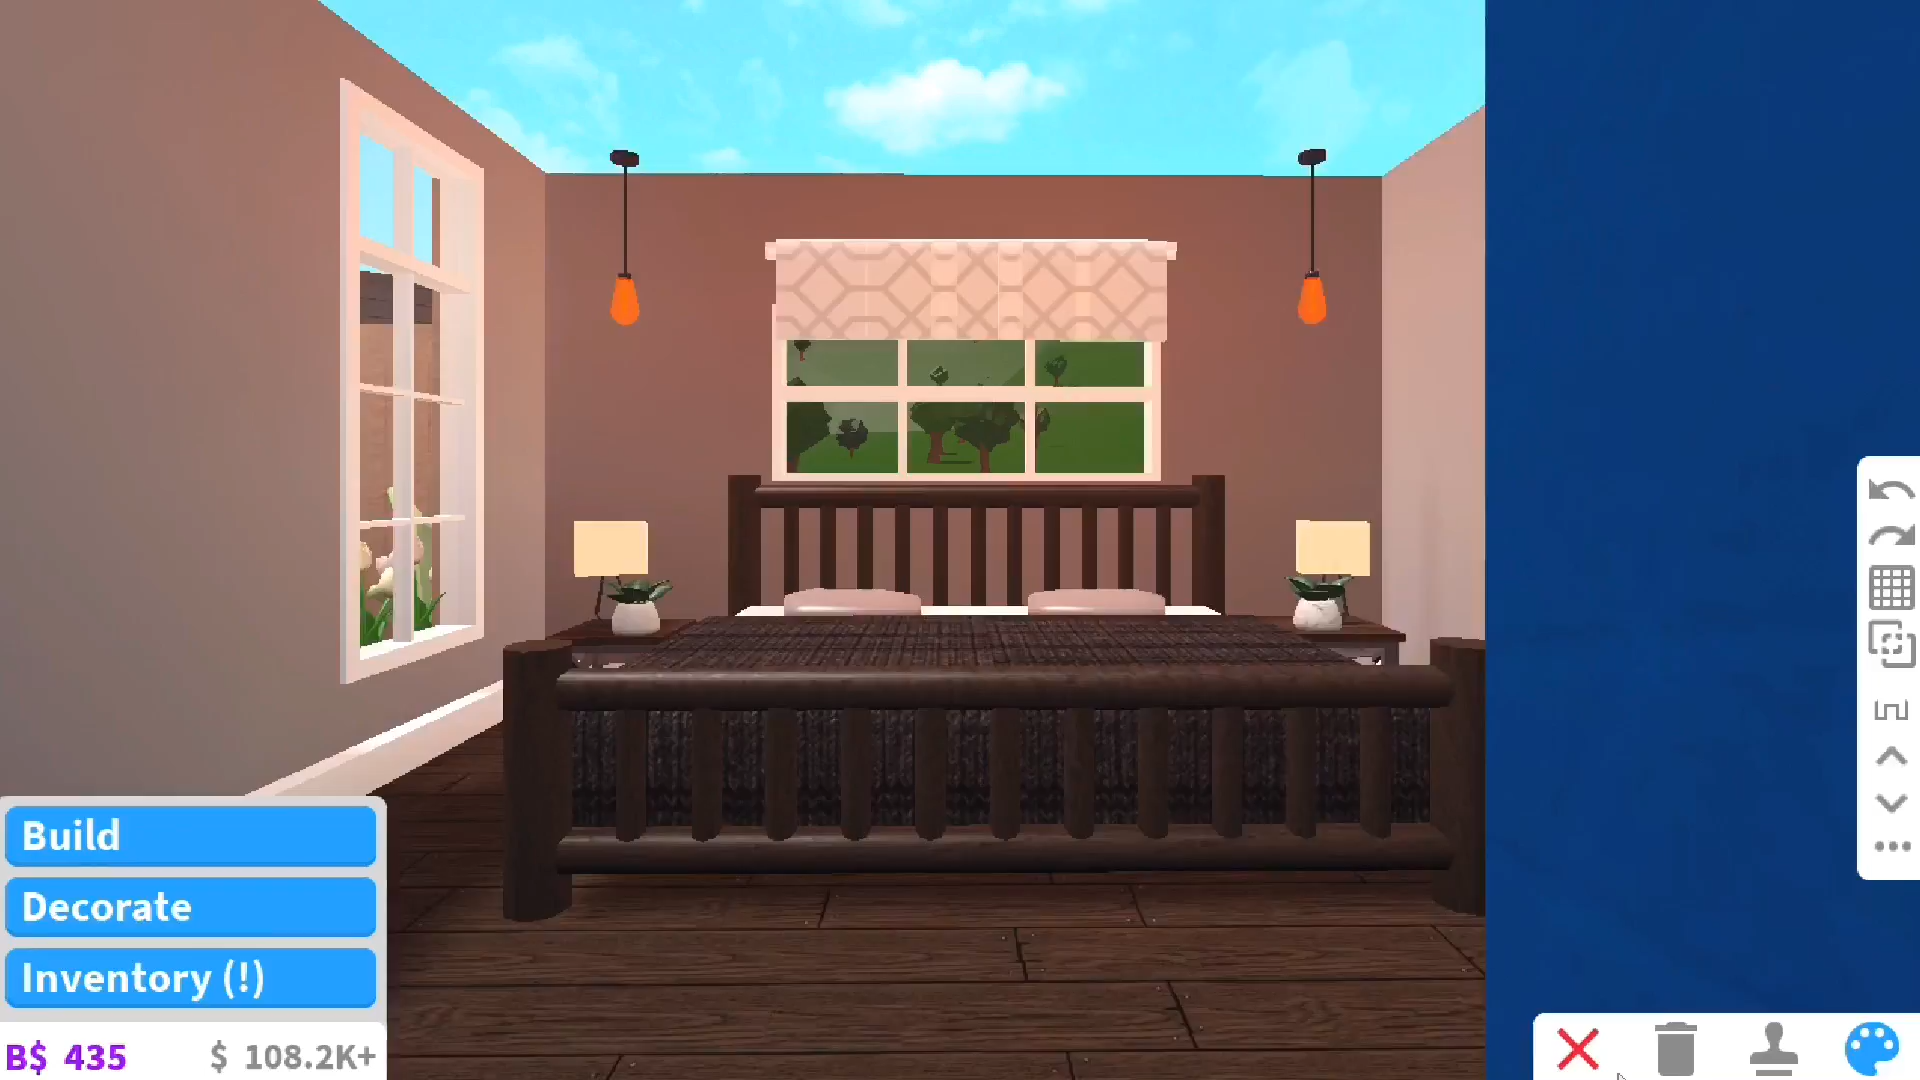 Build
Decorate
Inventory (!)
B$ 435 $ 108.2K+